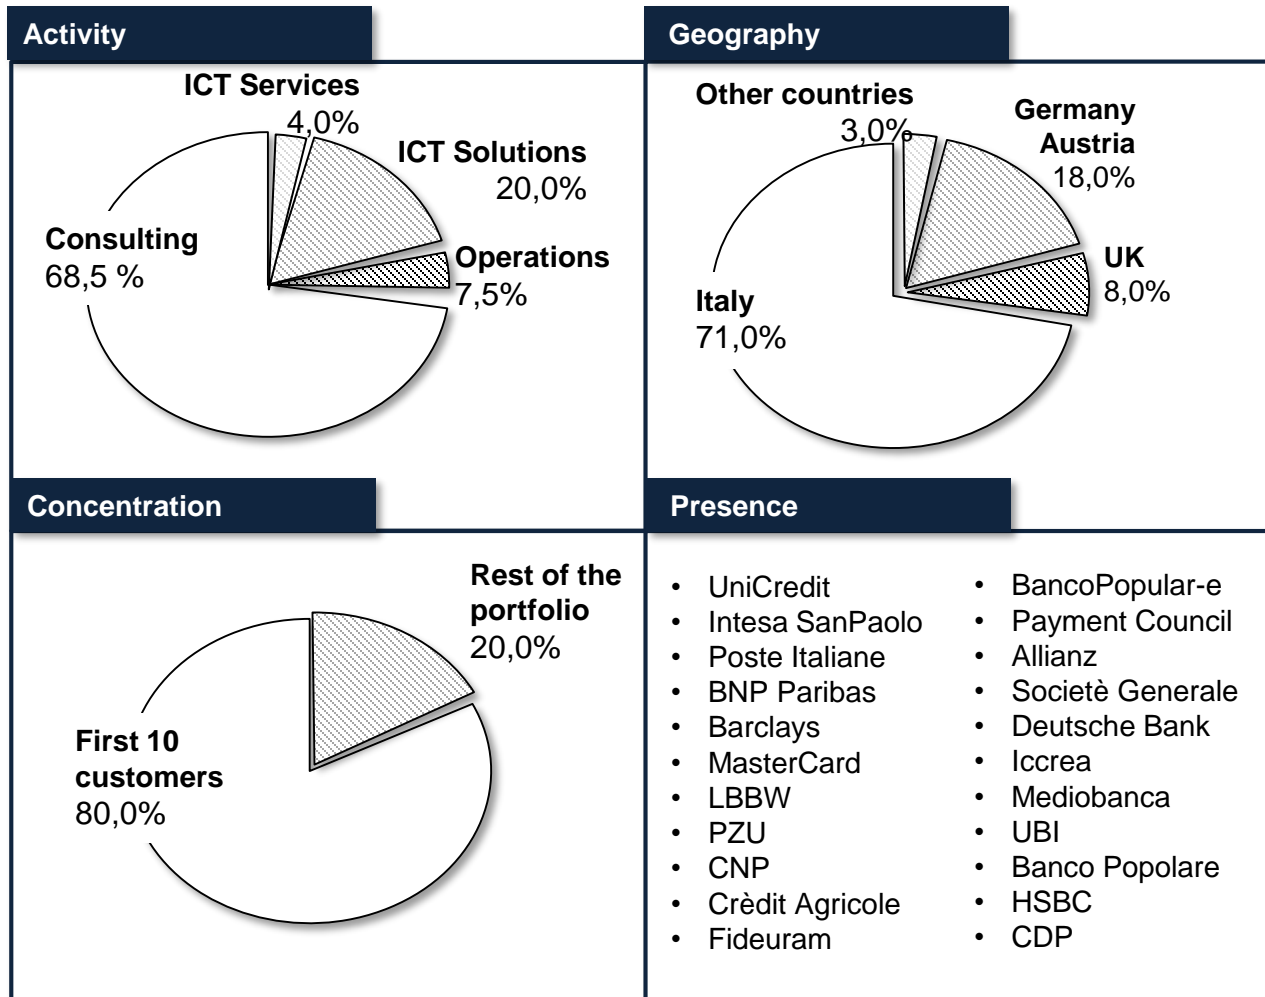 Activity
ICT Services
4,0%
ICT Solutions
20,0%
Consulting
68,5 %
Operations
7,5%
Geography
Other countries
3,0%
Germany
Austria
18,0%
UK
8,0%
Italy
71,0%
Concentration
Rest of the
portfolio
20,0%
First 10
customers
80,0%
Presence
• UniCredit
• Intesa SanPaolo
• Poste Italiane
• BNP Paribas
• Barclays
• MasterCard
• LBBW
• PZU
• CNP
• Crèdit Agricole
• Fideuram
• BancoPopular-e
• Payment Council
• Allianz
• Societè Generale
• Deutsche Bank
• Iccrea
• Mediobanca
• UBI
• Banco Popolare
• HSBC
• CDP